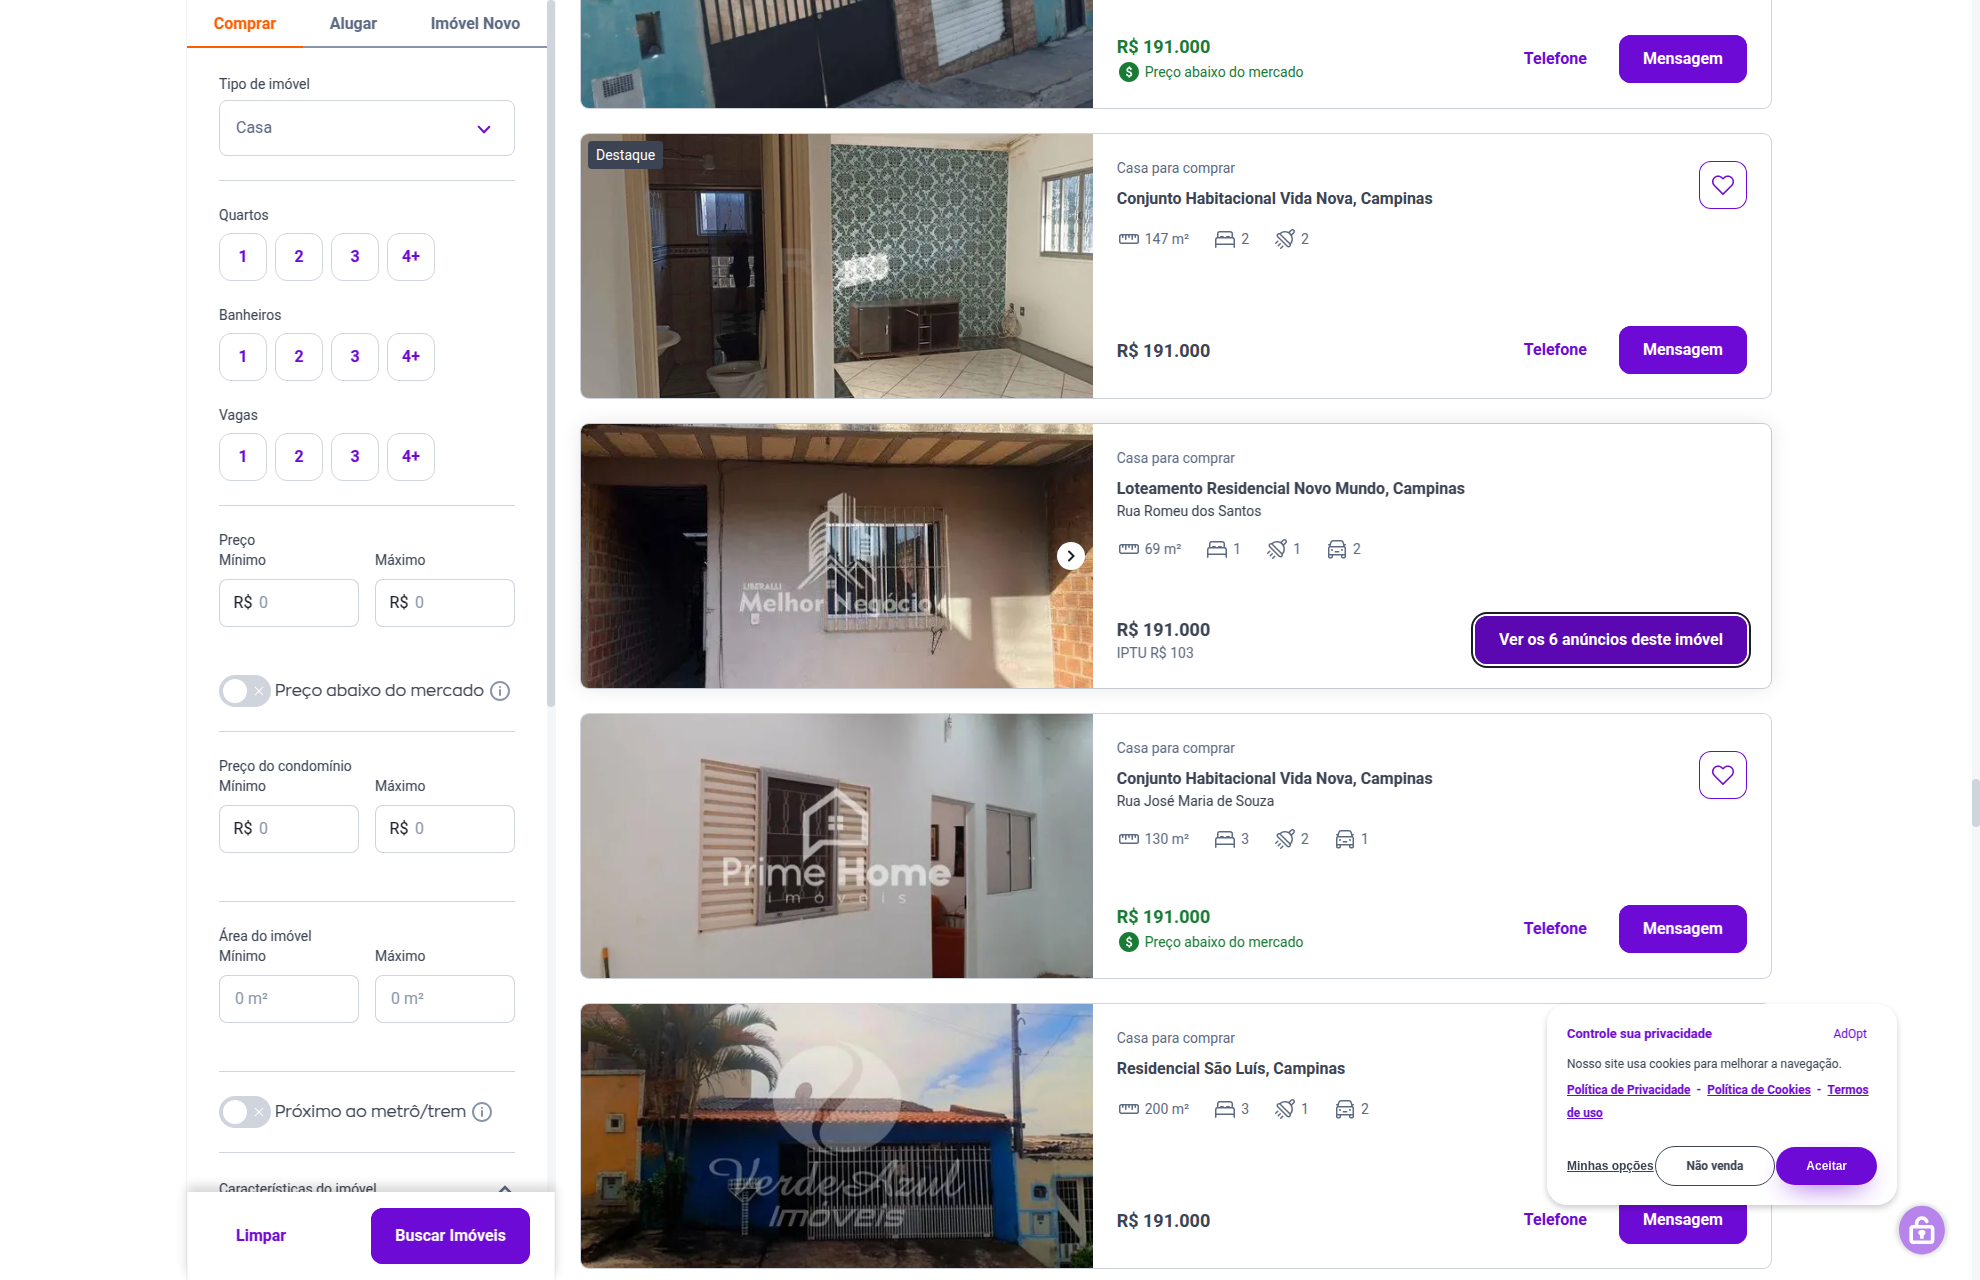 Comprar
Alugar
Imóvel Novo
Tipo de imóvel
Casa
Quartos
1
2
3
4+
Banheiros
1
2
3
4+
Vagas
1
2
3
4+
Preço
Mínimo
Máximo
R$ 0
R$ 0
Preço abaixo do mercado
Preço do condomínio
Mínimo
Máximo
R$ 0
R$ 0
Área do imóvel
Mínimo
Máximo
0 m²
0 m²
Próximo ao metrô/trem
Características do imóvel
Limpar
Buscar Imóveis
R$ 191.000
Preço abaixo do mercado
Telefone
Mensagem
Destaque
Casa para comprar
Conjunto Habitacional Vida Nova, Campinas
147 m²
2
2
R$ 191.000
Telefone
Mensagem
LIBERALLI
Melhor Negócio
Casa para comprar
Loteamento Residencial Novo Mundo, Campinas
Rua Romeu dos Santos
69 m²
1
1
2
R$ 191.000
IPTU R$ 103
Ver os 6 anúncios deste imóvel
Prime Home
imóveis
Casa para comprar
Conjunto Habitacional Vida Nova, Campinas
Rua José Maria de Souza
130 m²
3
2
1
R$ 191.000
Preço abaixo do mercado
Telefone
Mensagem
VerdeAzul
Imóveis
Casa para comprar
Residencial São Luís, Campinas
200 m²
3
1
2
R$ 191.000
Telefone
Mensagem
Controle sua privacidade
AdOpt
Nosso site usa cookies para melhorar a navegação.
Política de Privacidade - Política de Cookies - Termos
de uso
Minhas opções
Não venda
Aceitar